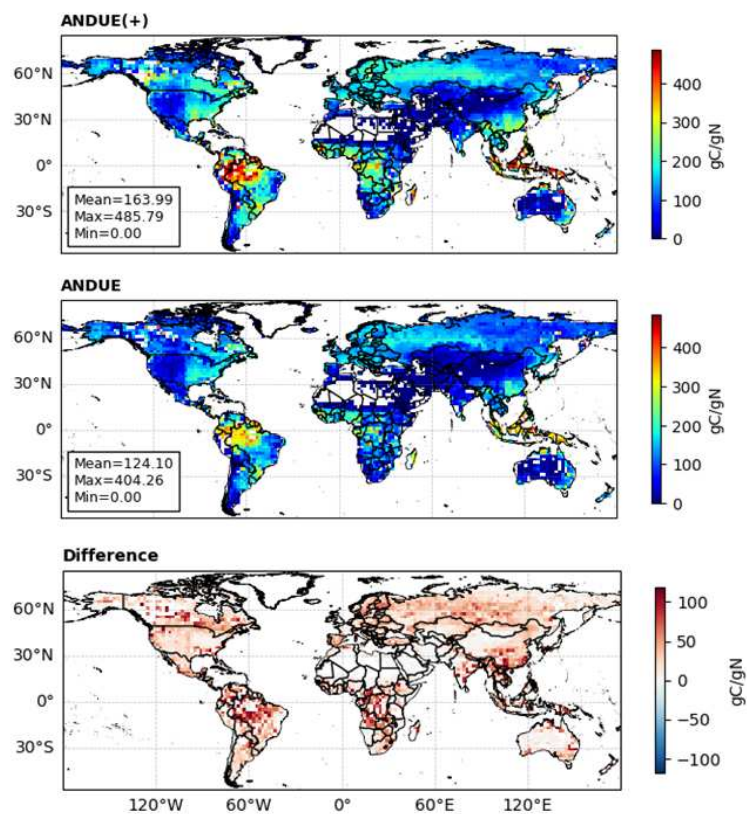 ANDUE(+)
60°N
30°N
0°
30°S
Mean=163.99
Max=485.79
Min=0.00
400
300
200
100
0
gC/gN
ANDUE
60°N
30°N
0°
30°S
Mean=124.10
Max=404.26
Min=0.00
400
300
200
100
0
gC/gN
Difference
60°N
30°N
0°
30°S
120°W 60°W 0° 60°E 120°E
100
50
0
−50
−100
gC/gN